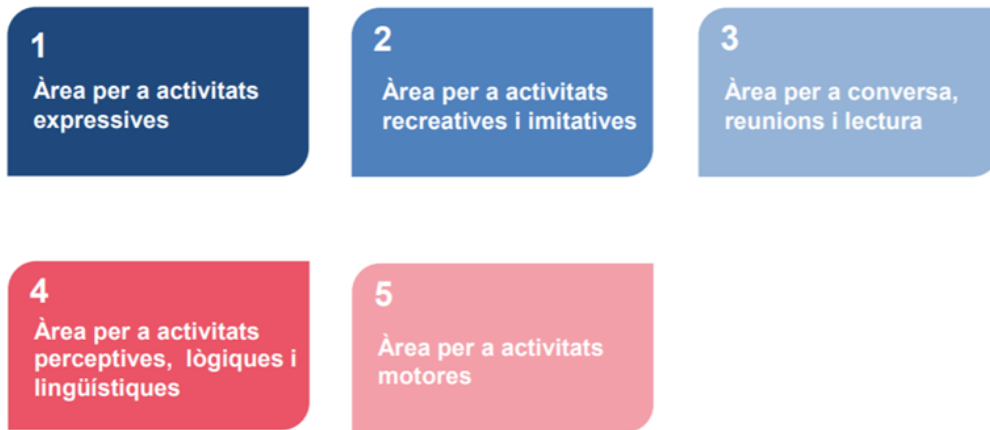 1
Àrea per a activitats
expressives
2
Àrea per a activitats
recreatives i imitatives
3
Àrea per a conversa,
reunions i lectura
4
Àrea per a activitats
perceptives, lògiques i
lingüístiques
5
Àrea per a activitats
motores